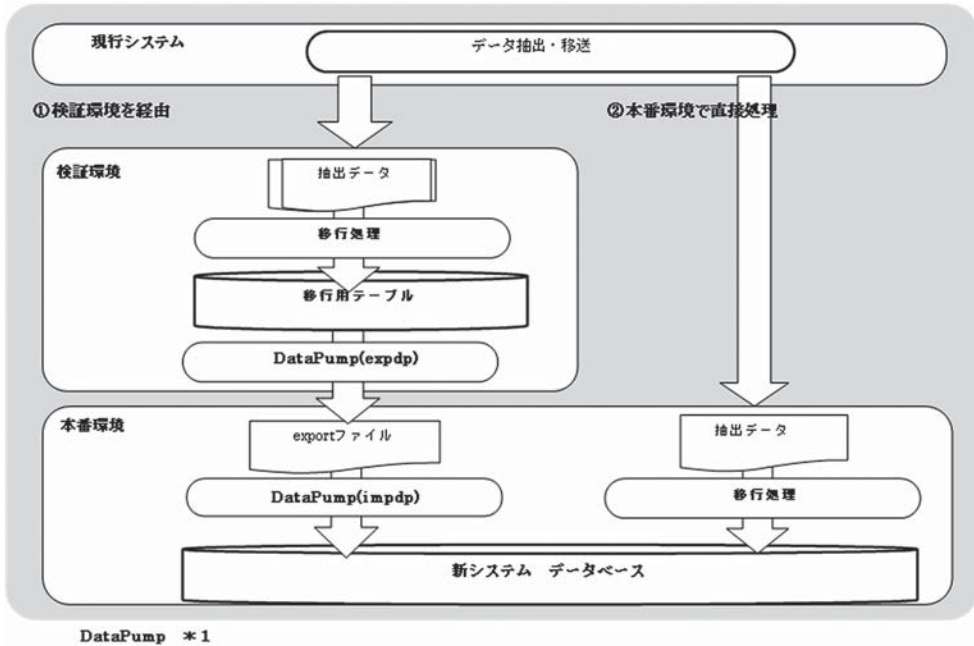 現行システム
データ抽出・移送
①検証環境を経由
②本番環境で直接処理
検証環境
抽出データ
移行処理
移行用テーブル
DataPump(expdp)
本番環境
exportファイル
抽出データ
DataPump(impdp)
移行処理
新システム　データベース
DataPump　＊1